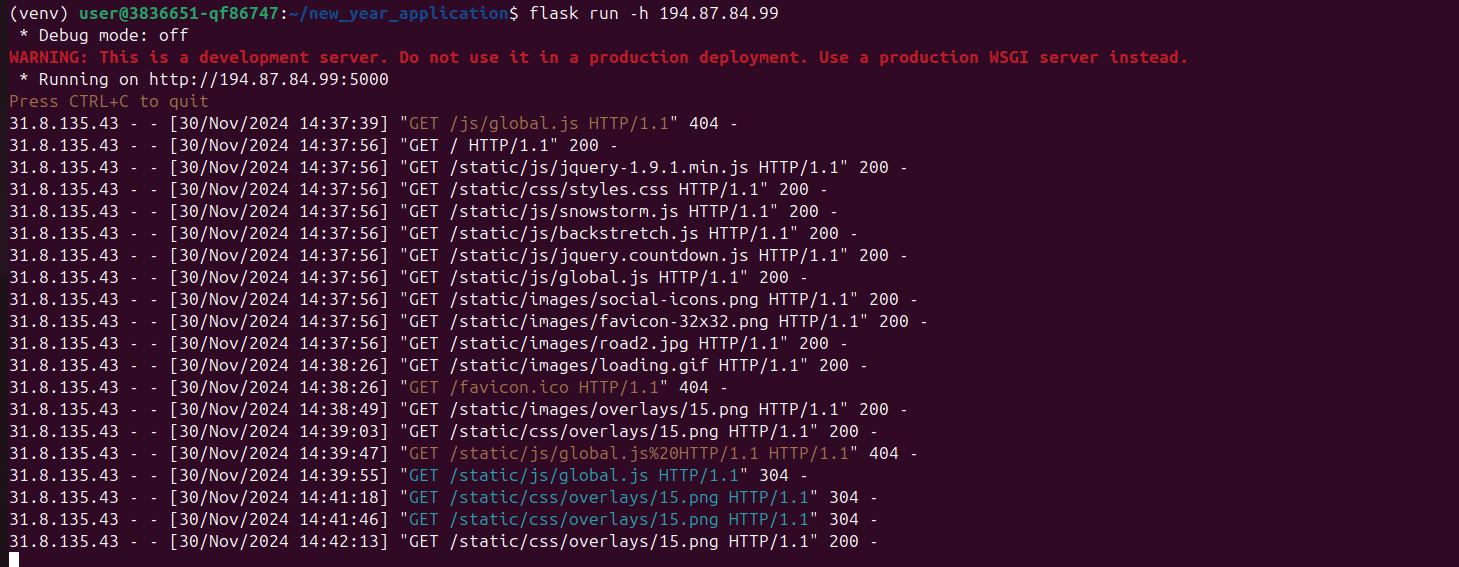 (venv) user@3836651-qf86747:~/new_year_application$ flask run -h 194.87.84.99
 * Debug mode: off
WARNING: This is a development server. Do not use it in a production deployment. Use a production WSGI server instead.
 * Running on http://194.87.84.99:5000
Press CTRL+C to quit
31.8.135.43 - - [30/Nov/2024 14:37:39] "GET /js/global.js HTTP/1.1" 404 -
31.8.135.43 - - [30/Nov/2024 14:37:56] "GET / HTTP/1.1" 200 -
31.8.135.43 - - [30/Nov/2024 14:37:56] "GET /static/js/jquery-1.9.1.min.js HTTP/1.1" 200 -
31.8.135.43 - - [30/Nov/2024 14:37:56] "GET /static/css/styles.css HTTP/1.1" 200 -
31.8.135.43 - - [30/Nov/2024 14:37:56] "GET /static/js/snowstorm.js HTTP/1.1" 200 -
31.8.135.43 - - [30/Nov/2024 14:37:56] "GET /static/js/backstretch.js HTTP/1.1" 200 -
31.8.135.43 - - [30/Nov/2024 14:37:56] "GET /static/js/jquery.countdown.js HTTP/1.1" 200 -
31.8.135.43 - - [30/Nov/2024 14:37:56] "GET /static/js/global.js HTTP/1.1" 200 -
31.8.135.43 - - [30/Nov/2024 14:37:56] "GET /static/images/social-icons.png HTTP/1.1" 200 -
31.8.135.43 - - [30/Nov/2024 14:37:56] "GET /static/images/favicon-32x32.png HTTP/1.1" 200 -
31.8.135.43 - - [30/Nov/2024 14:37:56] "GET /static/images/road2.jpg HTTP/1.1" 200 -
31.8.135.43 - - [30/Nov/2024 14:38:26] "GET /static/images/loading.gif HTTP/1.1" 200 -
31.8.135.43 - - [30/Nov/2024 14:38:26] "GET /favicon.ico HTTP/1.1" 404 -
31.8.135.43 - - [30/Nov/2024 14:38:49] "GET /static/images/overlays/15.png HTTP/1.1" 200 -
31.8.135.43 - - [30/Nov/2024 14:39:03] "GET /static/css/overlays/15.png HTTP/1.1" 200 -
31.8.135.43 - - [30/Nov/2024 14:39:47] "GET /static/js/global.js%20HTTP/1.1 HTTP/1.1" 404 -
31.8.135.43 - - [30/Nov/2024 14:39:55] "GET /static/js/global.js HTTP/1.1" 304 -
31.8.135.43 - - [30/Nov/2024 14:41:18] "GET /static/css/overlays/15.png HTTP/1.1" 304 -
31.8.135.43 - - [30/Nov/2024 14:41:46] "GET /static/css/overlays/15.png HTTP/1.1" 304 -
31.8.135.43 - - [30/Nov/2024 14:42:13] "GET /static/css/overlays/15.png HTTP/1.1" 200 -